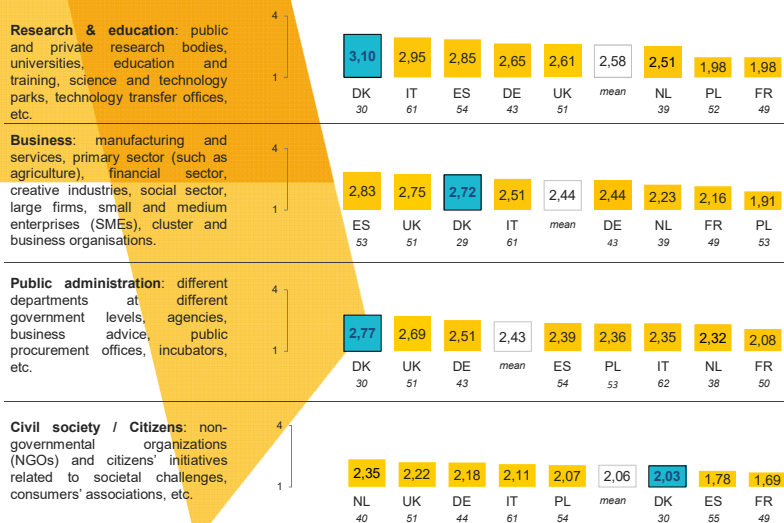 Research & education: public
and private research bodies,
universities, education and
training, science and technology
parks, technology transfer offices,
etc.
4
1
3,10 2,95 2,85 2,65 2,61 2,58 2,51 1,98 1,98
DK IT ES DE UK mean NL PL FR
30 61 54 43 51 39 52 49
Business: manufacturing and
services, primary sector (such as
agriculture), financial sector,
creative industries, social sector,
large firms, small and medium
enterprises (SMEs), cluster and
business organisations.
4
1
2,83 2,75 2,72 2,51 2,44 2,44 2,23 2,16 1,91
ES UK DK IT mean DE NL FR PL
53 51 29 61 43 39 49 53
Public administration: different
departments at different
government levels, agencies,
business advice, public
procurement offices, incubators,
etc.
4
1
2,77 2,69 2,51 2,43 2,39 2,36 2,35 2,32 2,08
DK UK DE mean ES PL IT NL FR
30 51 43 54 53 62 38 50
Civil society / Citizens: non-
governmental organizations
(NGOs) and citizens' initiatives
related to societal challenges,
consumers' associations, etc.
4
1
2,35 2,22 2,18 2,11 2,07 2,06 2,03 1,78 1,69
NL UK DE IT PL mean DK ES FR
40 51 44 61 54 30 55 49